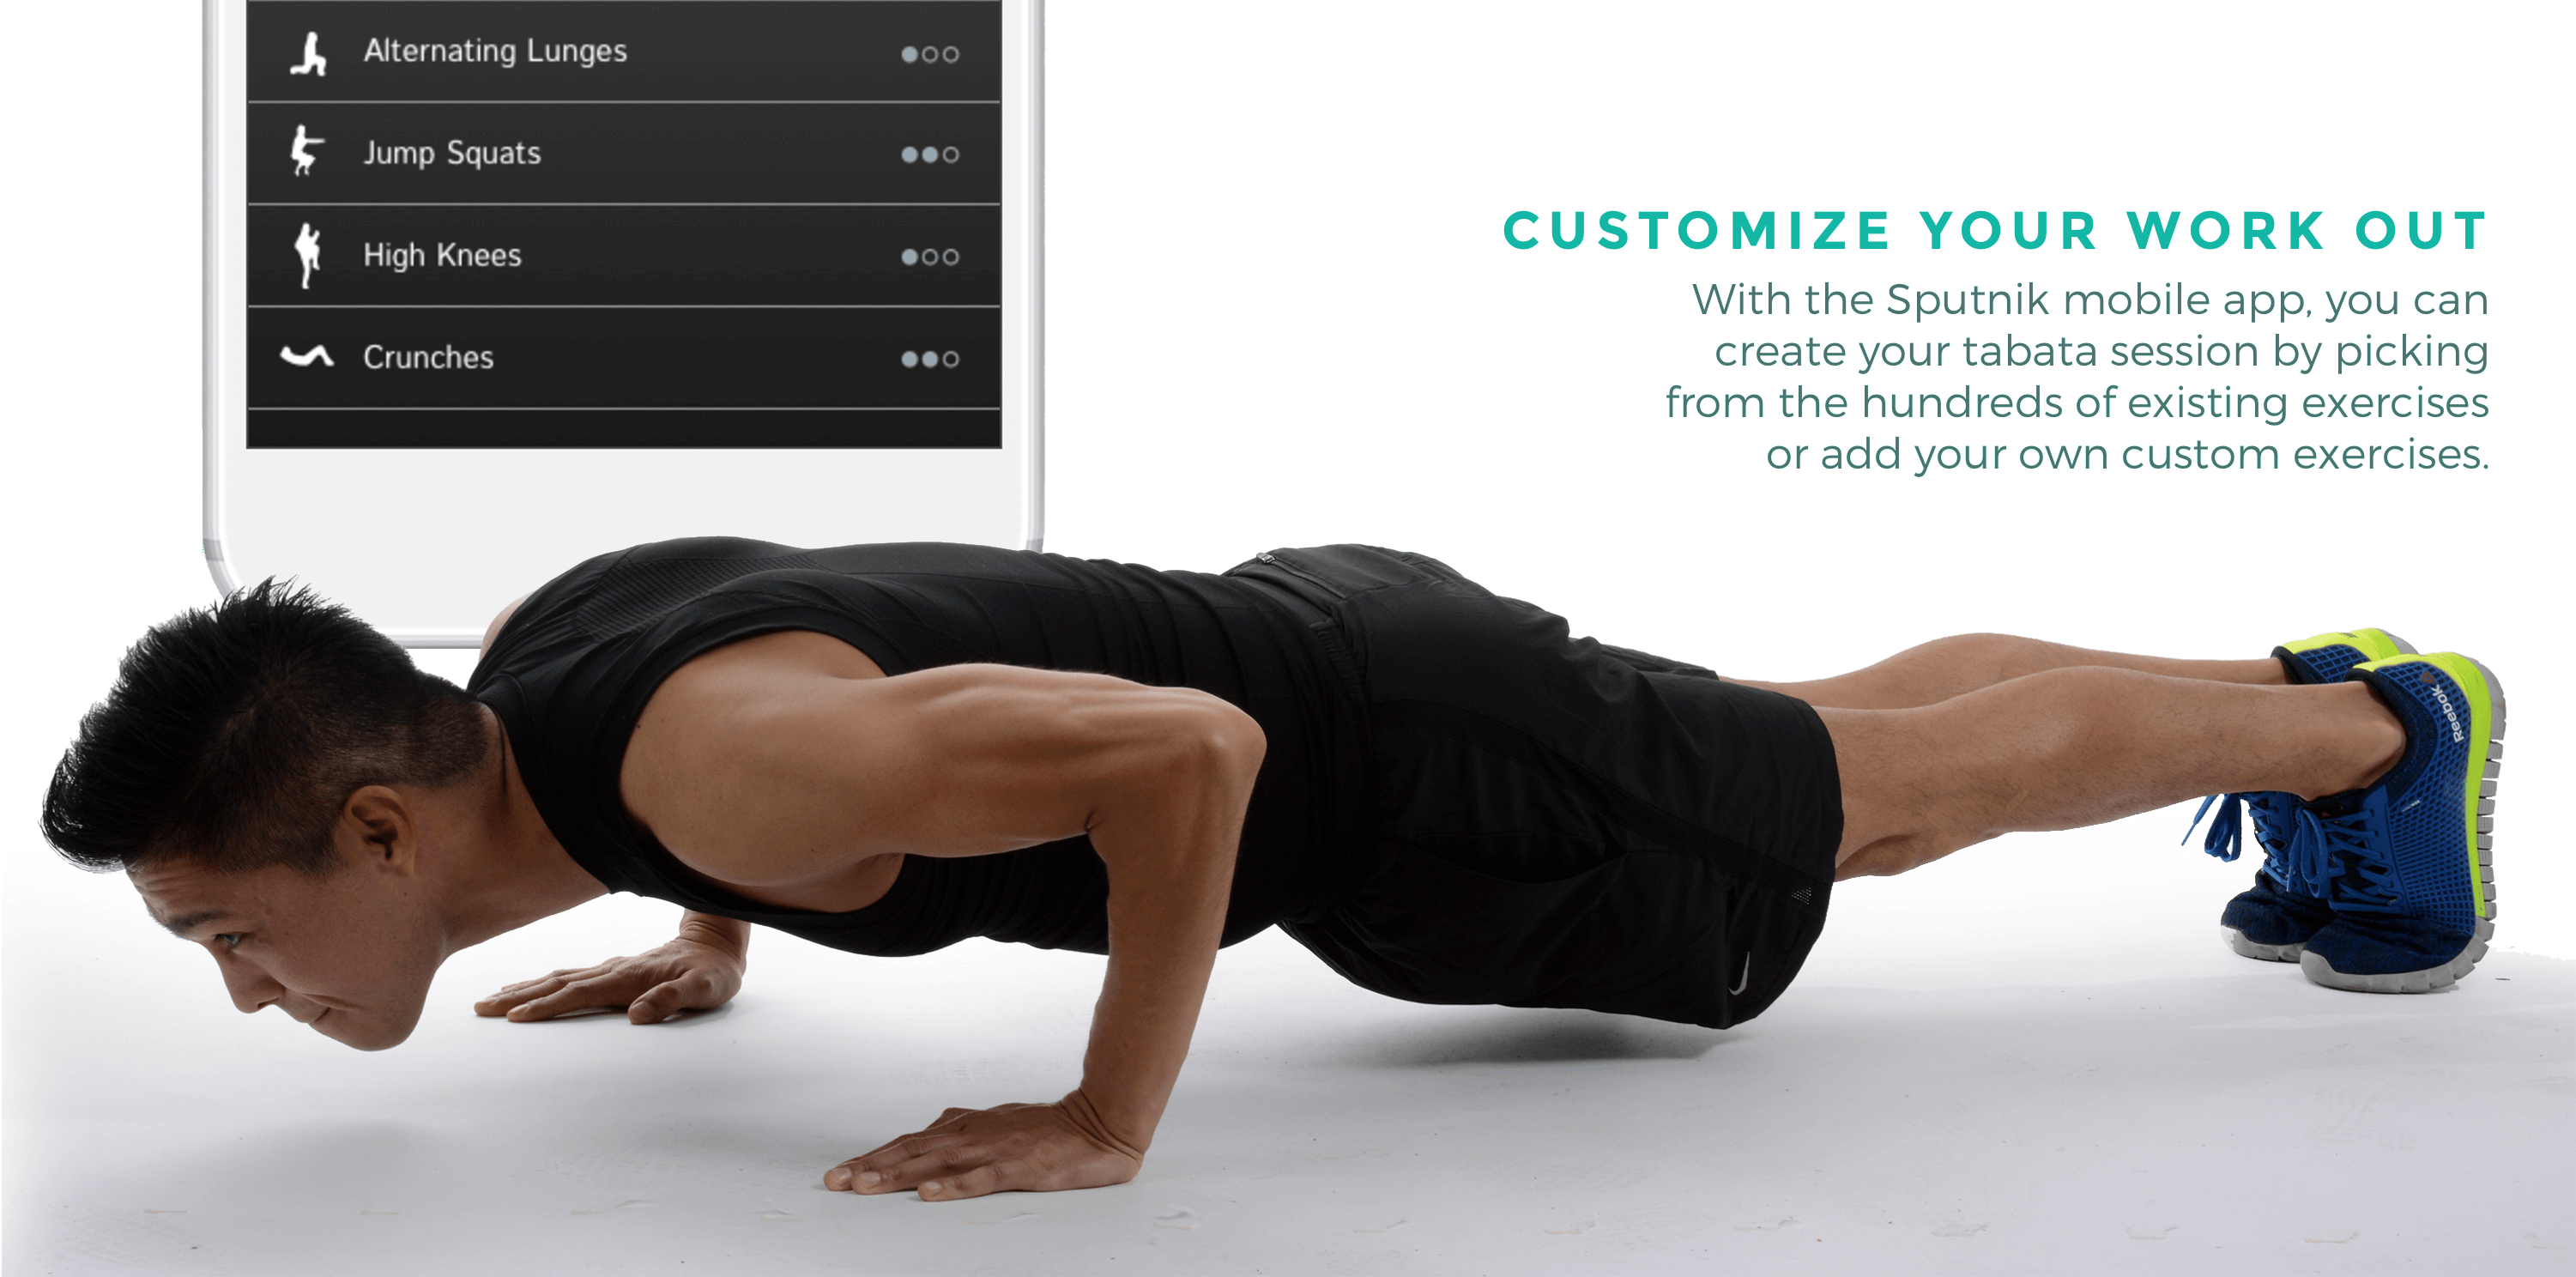 Alternating Lunges
Jump Squats
High Knees
Crunches
CUSTOMIZE YOUR WORK OUT
With the Sputnik mobile app, you can
create your tabata session by picking
from the hundreds of existing exercises
or add your own custom exercises.
Reebok